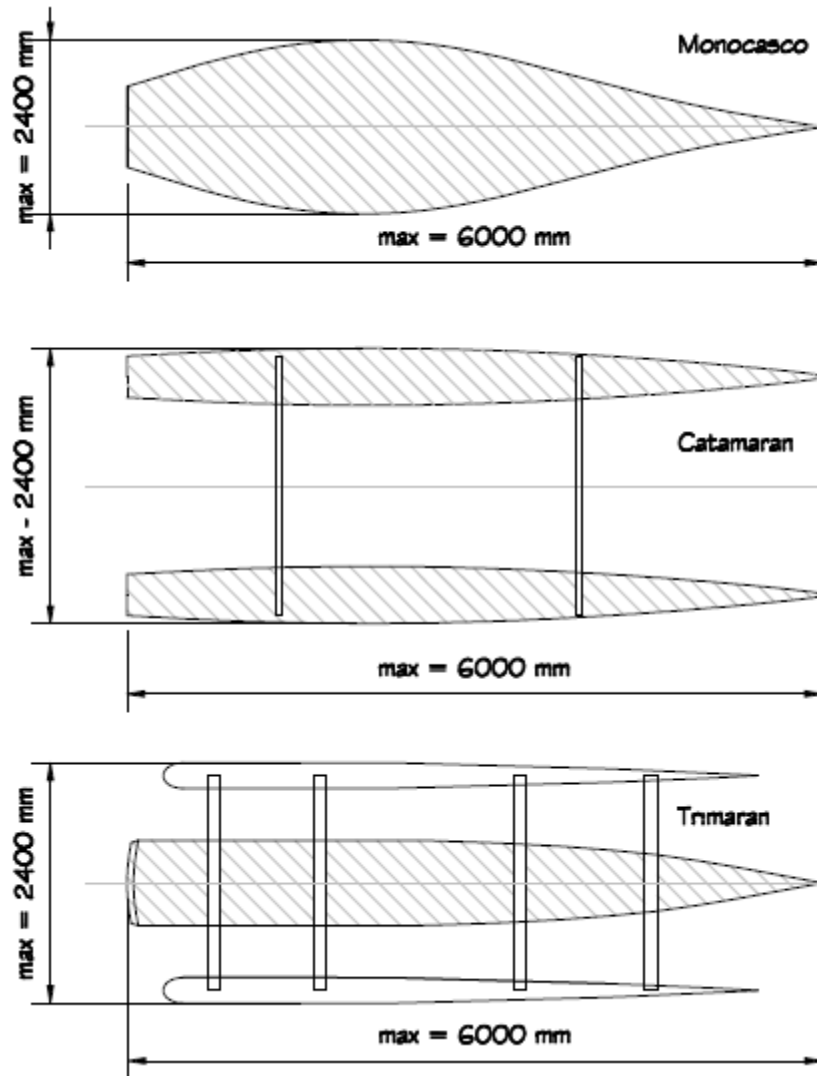 Monocasco
max = 2400 mm
max = 6000 mm
max - 2400 mm
Catamaran
max = 6000 mm
max = 2400 mm
Trimaran
max = 6000 mm